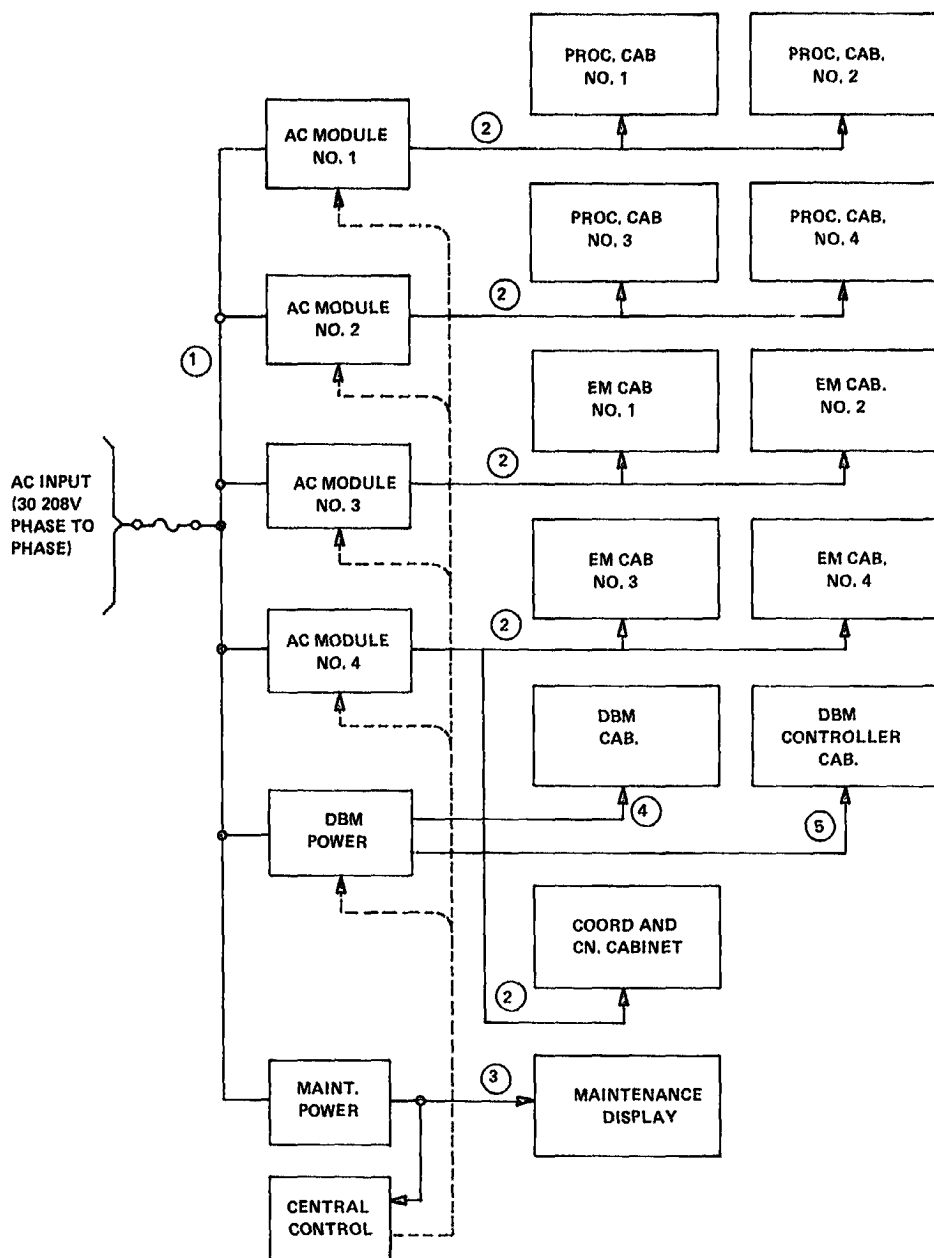 PROC. CAB
NO. 1
PROC. CAB.
NO. 2
AC MODULE
NO. 1
2
PROC. CAB
NO. 3
PROC. CAB.
NO. 4
AC MODULE
NO. 2
2
1
EM CAB
NO. 1
EM CAB.
NO. 2
AC MODULE
NO. 3
2
AC INPUT
(30 208V
PHASE TO
PHASE)
EM CAB
NO. 3
EM CAB.
NO. 4
AC MODULE
NO. 4
2
DBM
CAB.
DBM
CONTROLLER
CAB.
DBM
POWER
4
5
COORD AND
CN. CABINET
2
MAINT.
POWER
3
MAINTENANCE
DISPLAY
CENTRAL
CONTROL